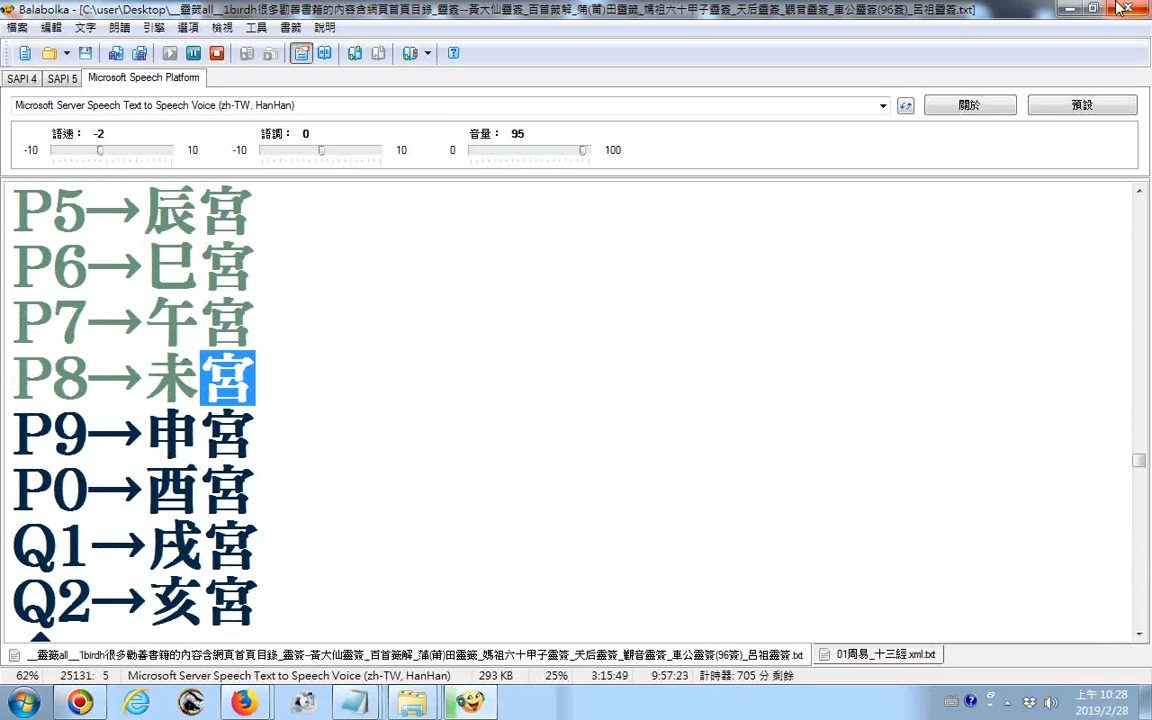 Balabolka - [C:\user\Desktop\__靈籤all__1birdh很多勸善書籍的內容含網頁首頁目錄_靈簽--黃大仙靈簽_百首籤解_蒲(莆)田靈籤_媽祖六十甲子靈簽_天后靈簽_觀音靈簽_車公靈簽(96簽)_呂祖靈簽.txt]
檔案 編輯 文字 朗讀 引擎 選項 檢視 工具 書籤 說明
SAPI 4 SAPI 5 Microsoft Speech Platform
Microsoft Server Speech Text to Speech Voice (zh-TW, HanHan) 關於 預設
語速： -2 語調： 0 音量： 95
-10 10 -10 10 0 100
P5→辰宮
P6→巳宮
P7→午宮
P8→未宮
P9→申宮
P0→酉宮
Q1→戌宮
Q2→亥宮
__靈籤all__1birdh很多勸善書籍的內容含網頁首頁目錄_靈簽--黃大仙靈簽_百首籤解_蒲(莆)田靈籤_媽祖六十甲子靈簽_天后靈簽_觀音靈簽_車公靈簽(96簽)_呂祖靈簽.txt 01周易_十三經.xml.txt
62% 25131: 5 Microsoft Server Speech Text to Speech Voice (zh-TW, HanHan) 293 KB 25% 3:15:49 9:57:23 計時器: 705 分 剩餘
上午 10:28
2019/2/28